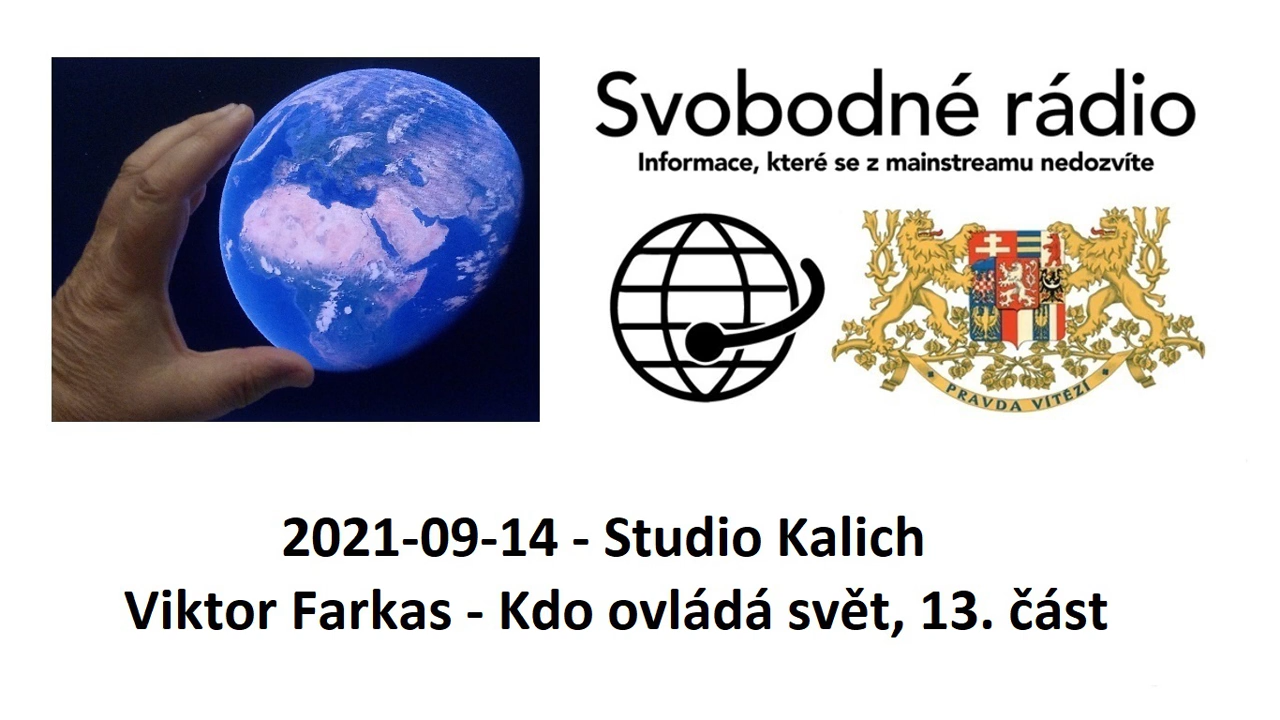 Svobodné rádio
Informace, které se z mainstreamu nedozvíte
PRAVDA VÍTĚZÍ
2021-09-14 - Studio Kalich
Viktor Farkas - Kdo ovládá svět, 13. část